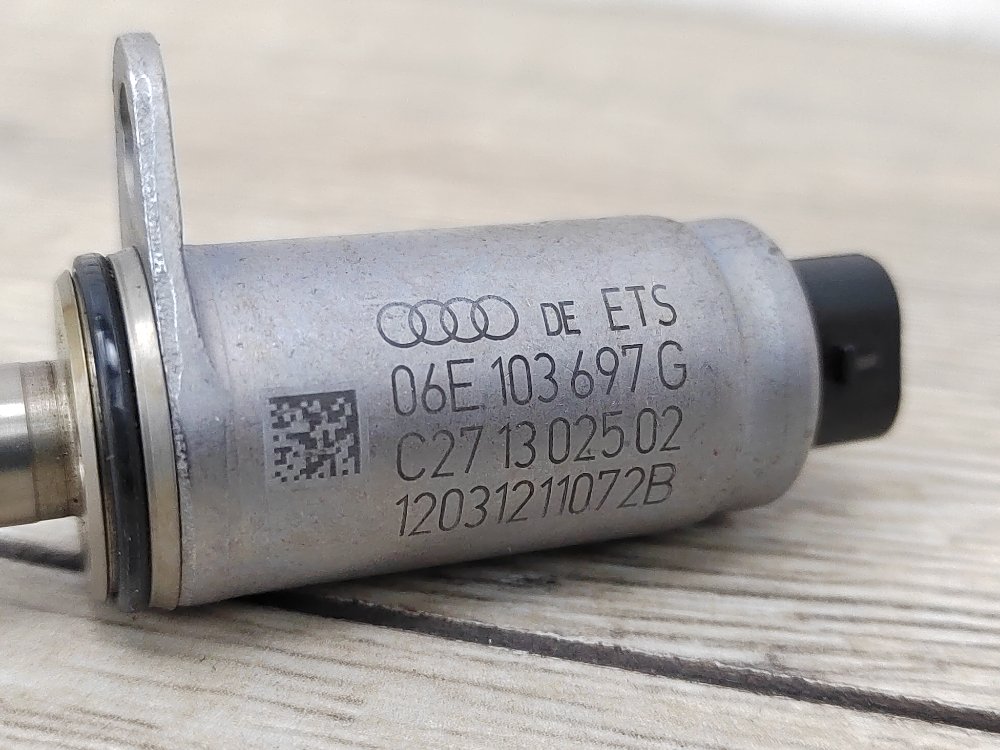 DE ETS
06E 103 697 G
C27 13 025 02
12031211072B